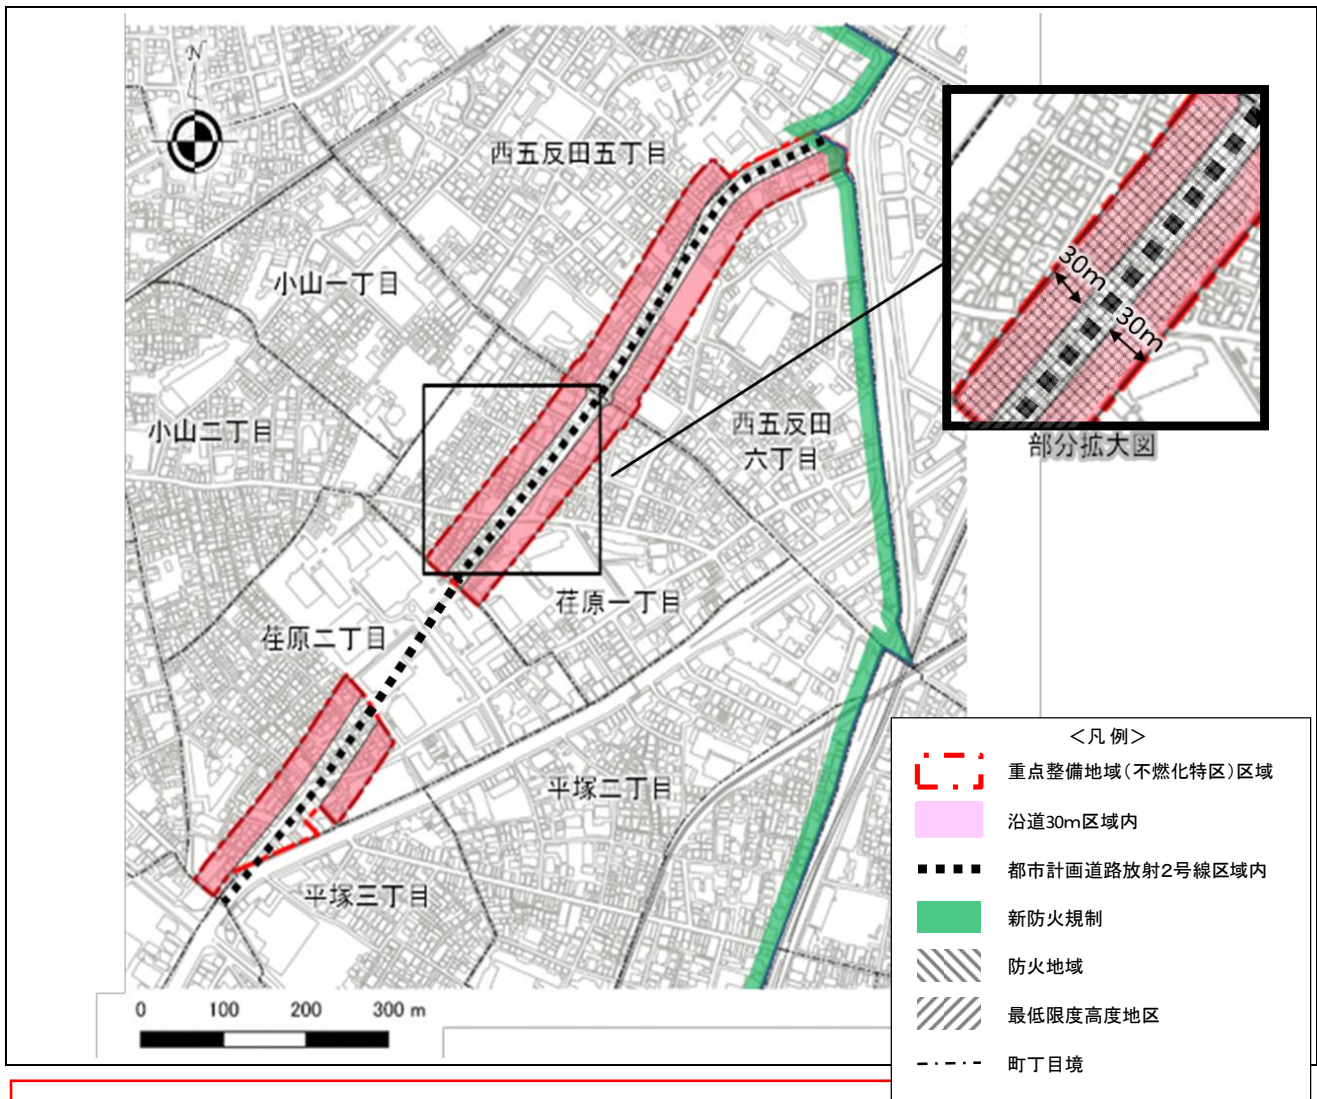 N
西五反田五丁目
小山一丁目
30m
30m
小山二丁目
西五反田
六丁目
部分拡大図
荏原一丁目
荏原二丁目
平塚二丁目
平塚三丁目
0 100 200 300 m
<凡例>
重点整備地域(不燃化特区)区域
沿道30m区域内
都市計画道路放射2号線区域内
新防火規制
防火地域
最低限度高度地区
町丁目境